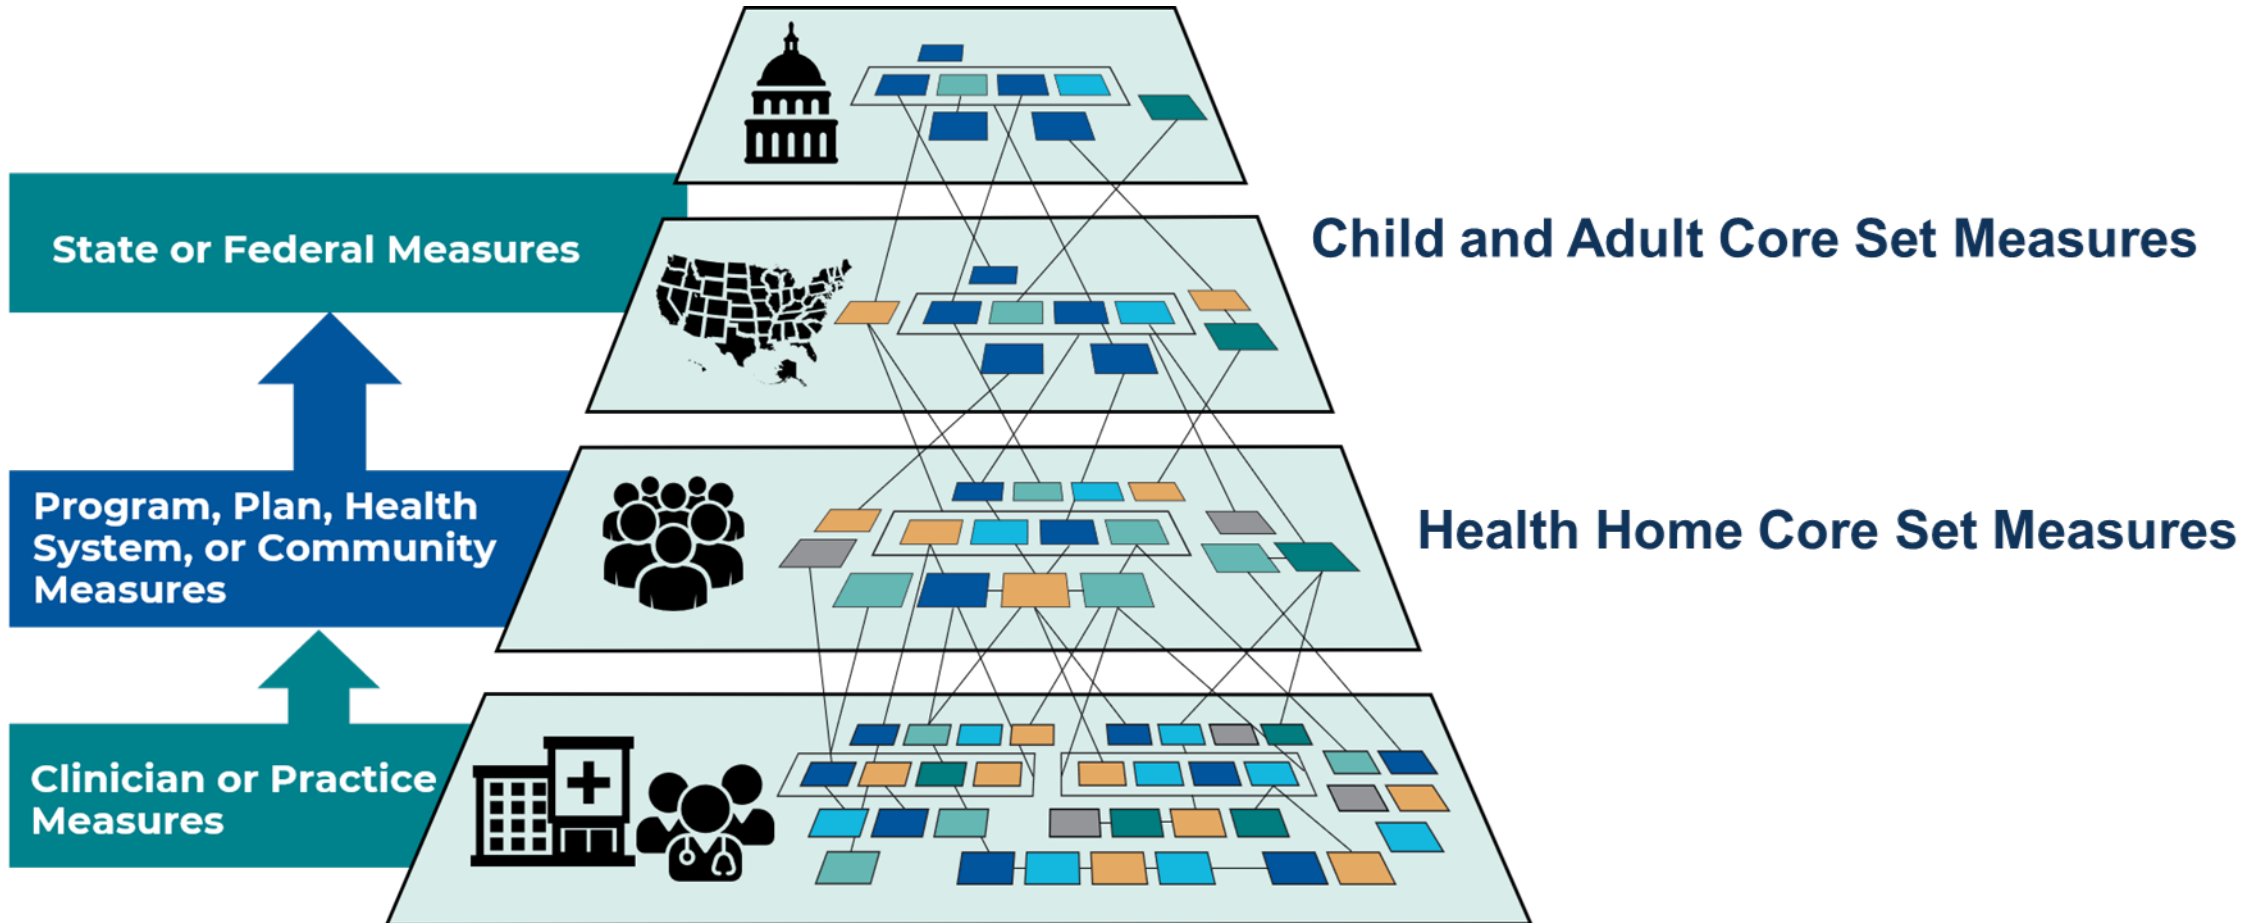 State or Federal Measures
Child and Adult Core Set Measures
Program, Plan, Health
System, or Community
Measures
Health Home Core Set Measures
Clinician or Practice
Measures